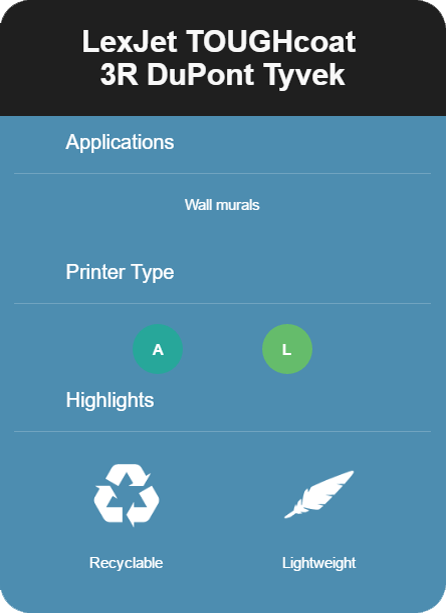 LexJet TOUGHcoat
3R DuPont Tyvek
Applications
Wall murals
Printer Type
A L
Highlights
Recyclable Lightweight